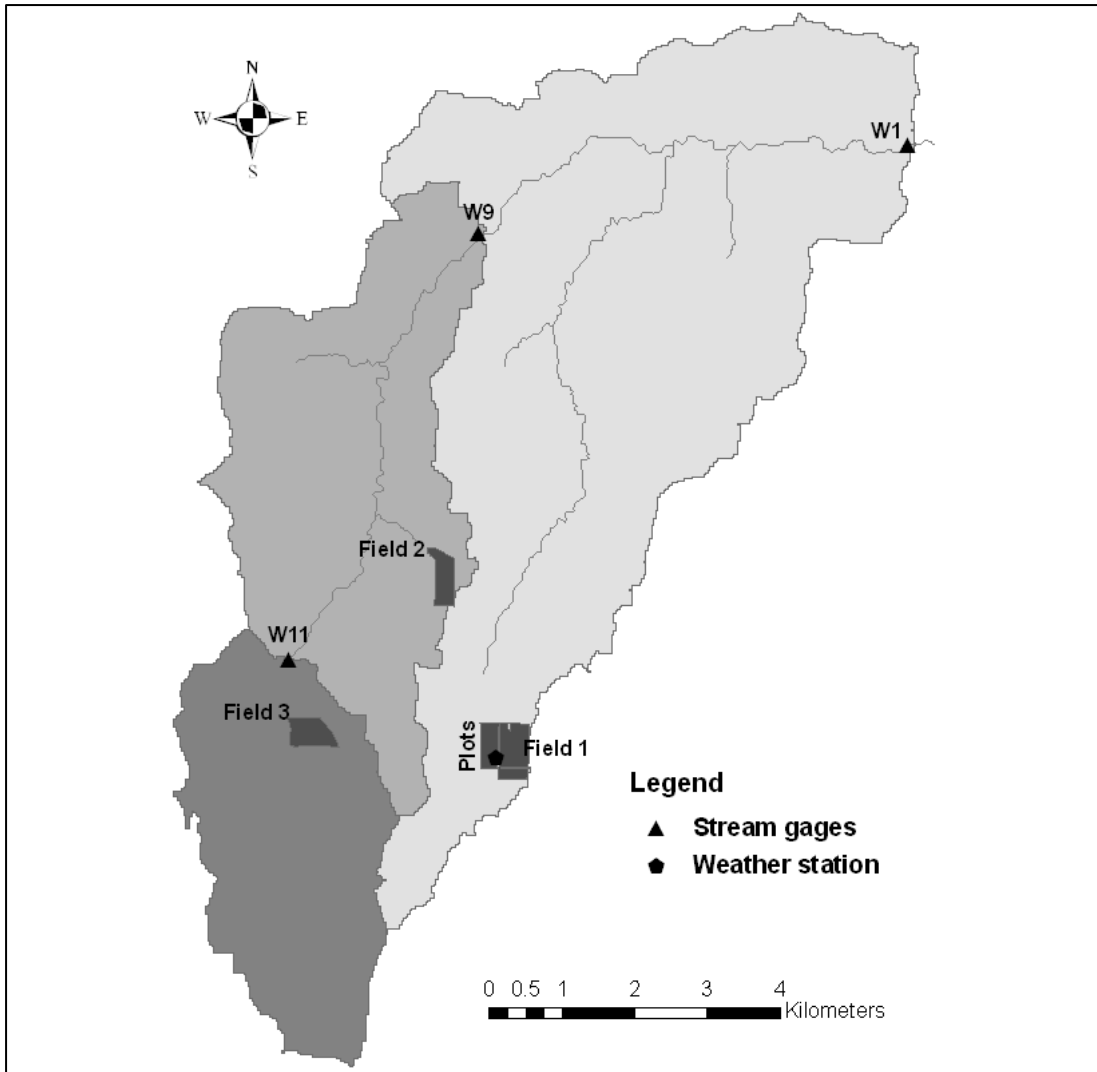 N
W E
S
W1
W9
Field 2
W11
Field 3
Plots
Field 1
Legend
Stream gages
Weather station
0 0.5 1 2 3 4
Kilometers